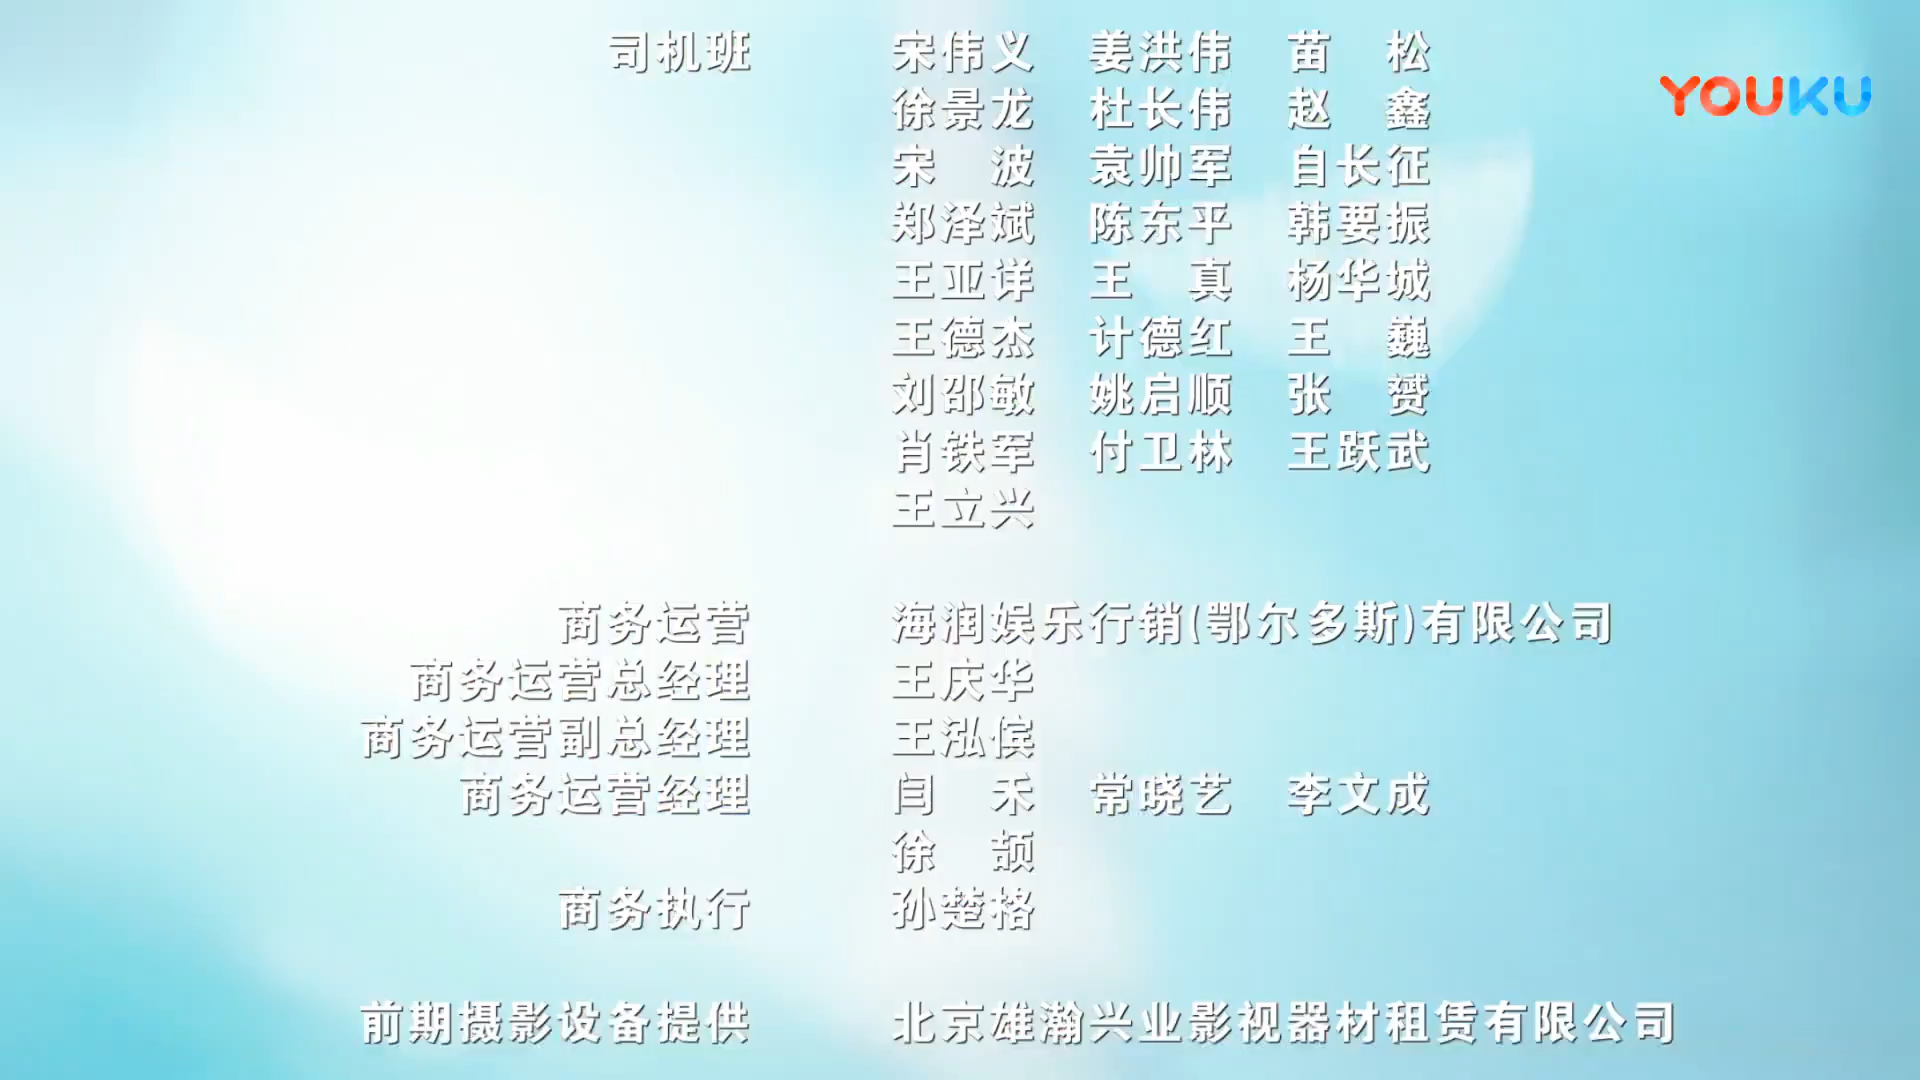 司机班 宋伟义 姜洪伟 苗 松
YOUKU
徐景龙 杜长伟 赵 鑫
宋 波 袁帅军 自长征
郑泽斌 陈东平 韩要振
王亚详 王 真 杨华城
王德杰 计德红 王 巍
刘邵敏 姚启顺 张 赟
肖铁军 付卫林 王跃武
王立兴
商务运营 海润娱乐行销(鄂尔多斯)有限公司
商务运营总经理 王庆华
商务运营副总经理 王泓傧
商务运营经理 闫 禾 常晓艺 李文成
徐 颉
商务执行 孙楚格
前期摄影设备提供 北京雄瀚兴业影视器材租赁有限公司